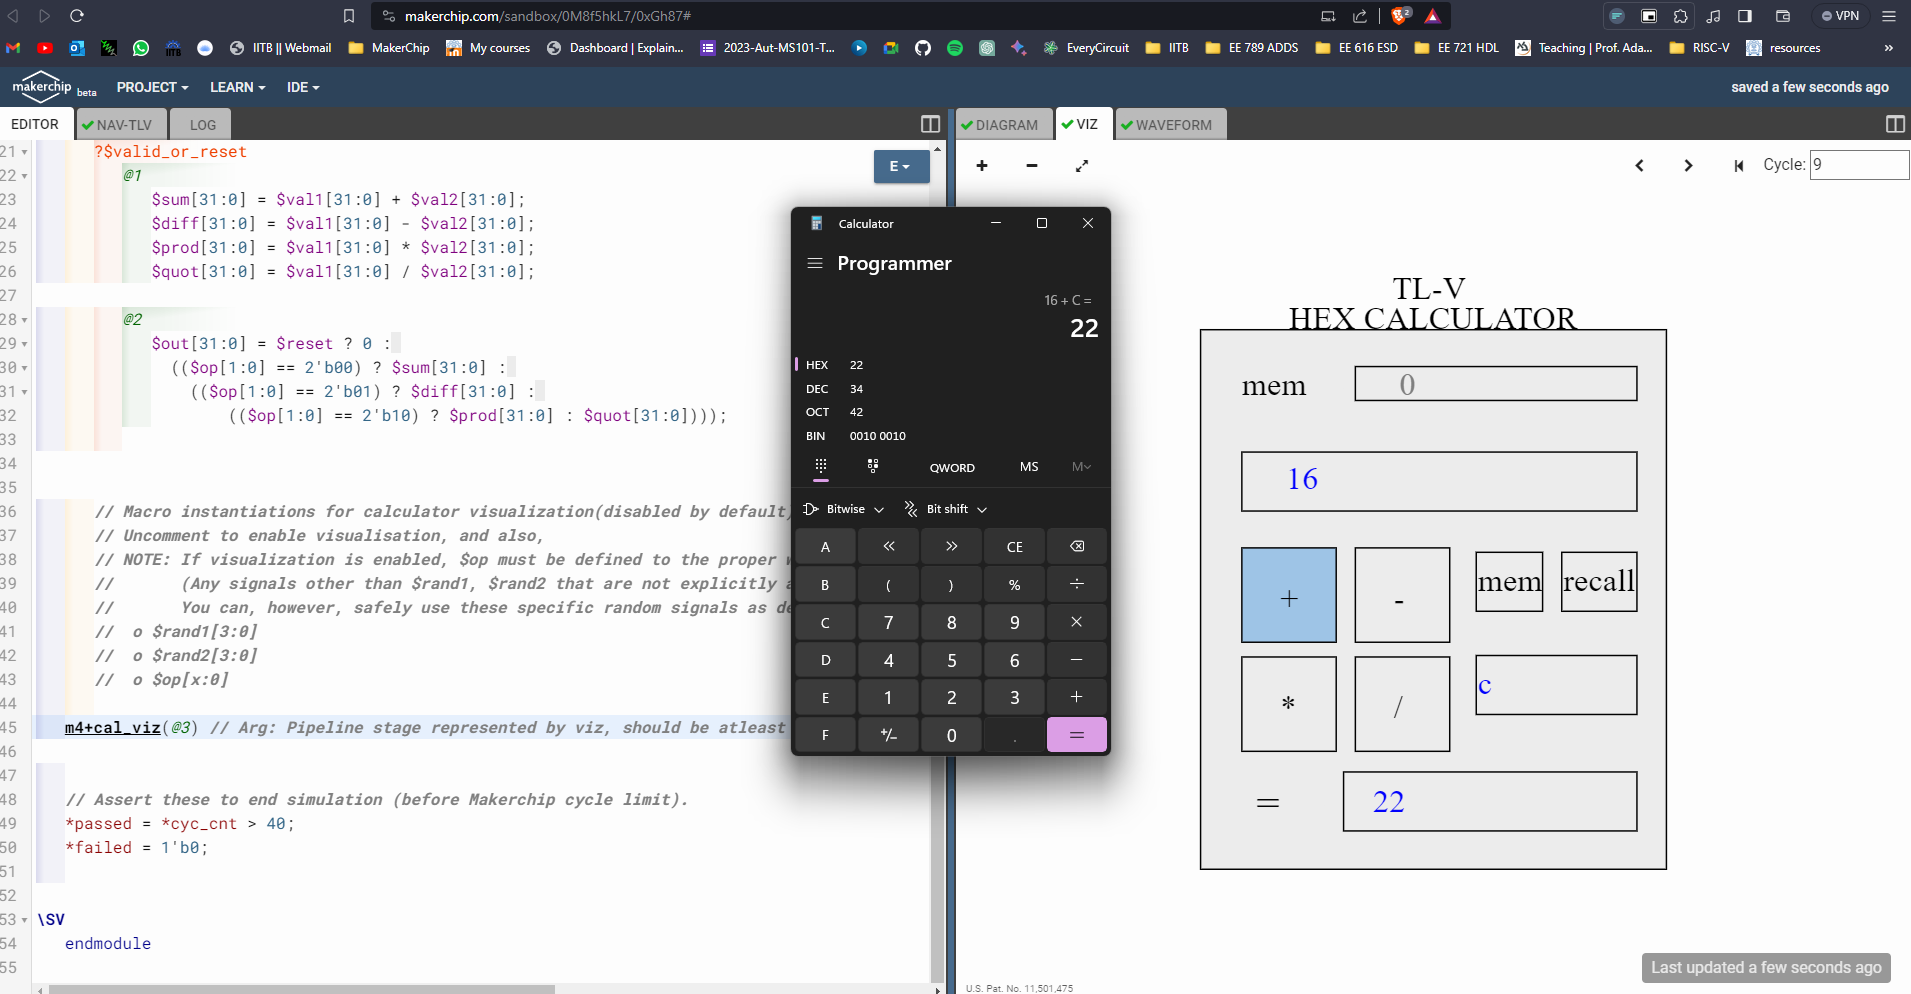 makerchip.com/sandbox/0M8f5hkL7/0xGh87#
2
VPN
IITB || Webmail
MakerChip
My courses
Dashboard | Explain...
2023-Aut-MS101-T...
EveryCircuit
IITB
EE 789 ADDS
EE 616 ESD
EE 721 HDL
Teaching | Prof. Ada...
RISC-V
resources
»
makerchip beta
PROJECT
LEARN
IDE
saved a few seconds ago
EDITOR
NAV-TLV
LOG
E
21 ?$valid_or_reset
22 @1
23 $sum[31:0] = $val1[31:0] + $val2[31:0];
24 $diff[31:0] = $val1[31:0] - $val2[31:0];
25 $prod[31:0] = $val1[31:0] * $val2[31:0];
26 $quot[31:0] = $val1[31:0] / $val2[31:0];
27
28 @2
29 $out[31:0] = $reset ? 0 :
30 (($op[1:0] == 2'b00) ? $sum[31:0] :
31 (($op[1:0] == 2'b01) ? $diff[31:0] :
32 (($op[1:0] == 2'b10) ? $prod[31:0] : $quot[31:0])));
33
34
35
36 // Macro instantiations for calculator visualization(disabled by default)
37 // Uncomment to enable visualisation, and also,
38 // NOTE: If visualization is enabled, $op must be defined to the proper
39 // (Any signals other than $rand1, $rand2 that are not explicitly
40 // You can, however, safely use these specific random signals as
41 // o $rand1[3:0]
42 // o $rand2[3:0]
43 // o $op[x:0]
44
45 m4+cal_viz(@3) // Arg: Pipeline stage represented by viz, should be atleast
46
47
48 // Assert these to end simulation (before Makerchip cycle limit).
49 *passed = *cyc_cnt > 40;
50 *failed = 1'b0;
51
52
53 \SV
54 endmodule
55
Calculator
Programmer
16 + C =
22
HEX 22
DEC 34
OCT 42
BIN 0010 0010
QWORD MS M
Bitwise Bit shift
A « » CE
B ( ) % ÷
C 7 8 9 ×
D 4 5 6 −
E 1 2 3 +
F +/− 0 . =
DIAGRAM
VIZ
WAVEFORM
+ −
Cycle: 9
TL-V
HEX CALCULATOR
mem 0
16
+ - mem recall
c
* /
= 22
Last updated a few seconds ago
U.S. Pat. No. 11,501,475